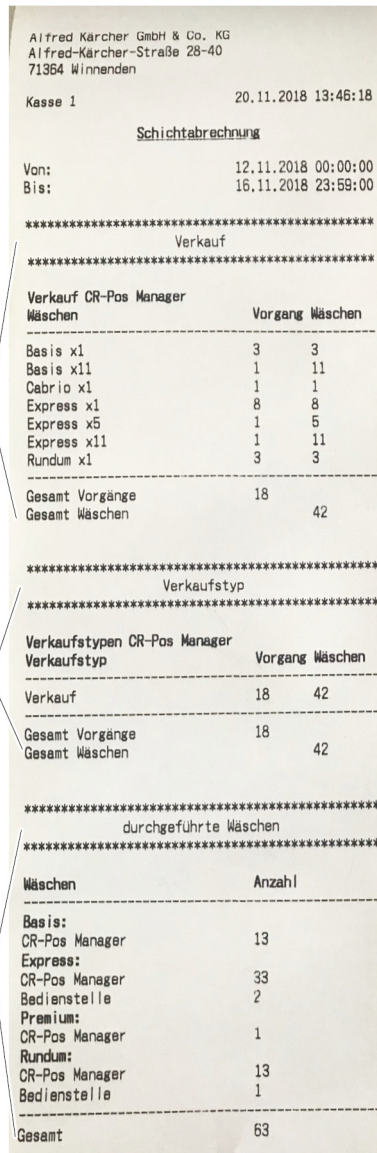 Alfred Kärcher GmbH & Co. KG
Alfred-Kärcher-Straße 28-40
71364 Winnenden
Kasse 1 20.11.2018 13:46:18
Schichtabrechnung
Von: 12.11.2018 00:00:00
Bis: 16.11.2018 23:59:00
************************************************
Verkauf
************************************************
Verkauf CR-Pos Manager
Wäschen Vorgang Wäschen
------------------------------------------------
Basis x1 3 3
Basis x11 1 11
Cabrio x1 1 1
Express x1 8 8
Express x5 1 5
Express x11 1 11
Rundum x1 3 3
------------------------------------------------
Gesamt Vorgänge 18
Gesamt Wäschen 42
************************************************
Verkaufstyp
************************************************
Verkaufstypen CR-Pos Manager
Verkaufstyp Vorgang Wäschen
------------------------------------------------
Verkauf 18 42
------------------------------------------------
Gesamt Vorgänge 18
Gesamt Wäschen 42
************************************************
durchgeführte Wäschen
************************************************
Wäschen Anzahl
------------------------------------------------
Basis:
CR-Pos Manager 13
Express:
CR-Pos Manager 33
Bedienstelle 2
Premium:
CR-Pos Manager 1
Rundum:
CR-Pos Manager 13
Bedienstelle 1
------------------------------------------------
Gesamt 63